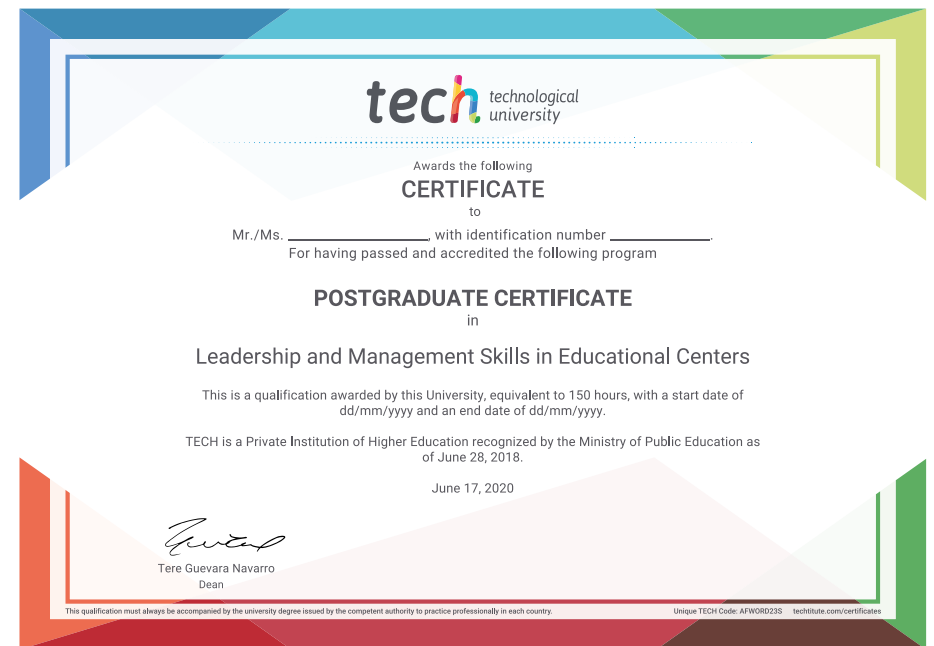 tech technological
university
Awards the following
CERTIFICATE
to
Mr./Ms. ____________________, with identification number ______________.
For having passed and accredited the following program
POSTGRADUATE CERTIFICATE
in
Leadership and Management Skills in Educational Centers
This is a qualification awarded by this University, equivalent to 150 hours, with a start date of
dd/mm/yyyy and an end date of dd/mm/yyyy.
TECH is a Private Institution of Higher Education recognized by the Ministry of Public Education as
of June 28, 2018.
June 17, 2020
Tere Guevara Navarro
Dean
This qualification must always be accompanied by the university degree issued by the competent authority to practice professionally in each country.
Unique TECH Code: AFWORD23S techtitute.com/certificates